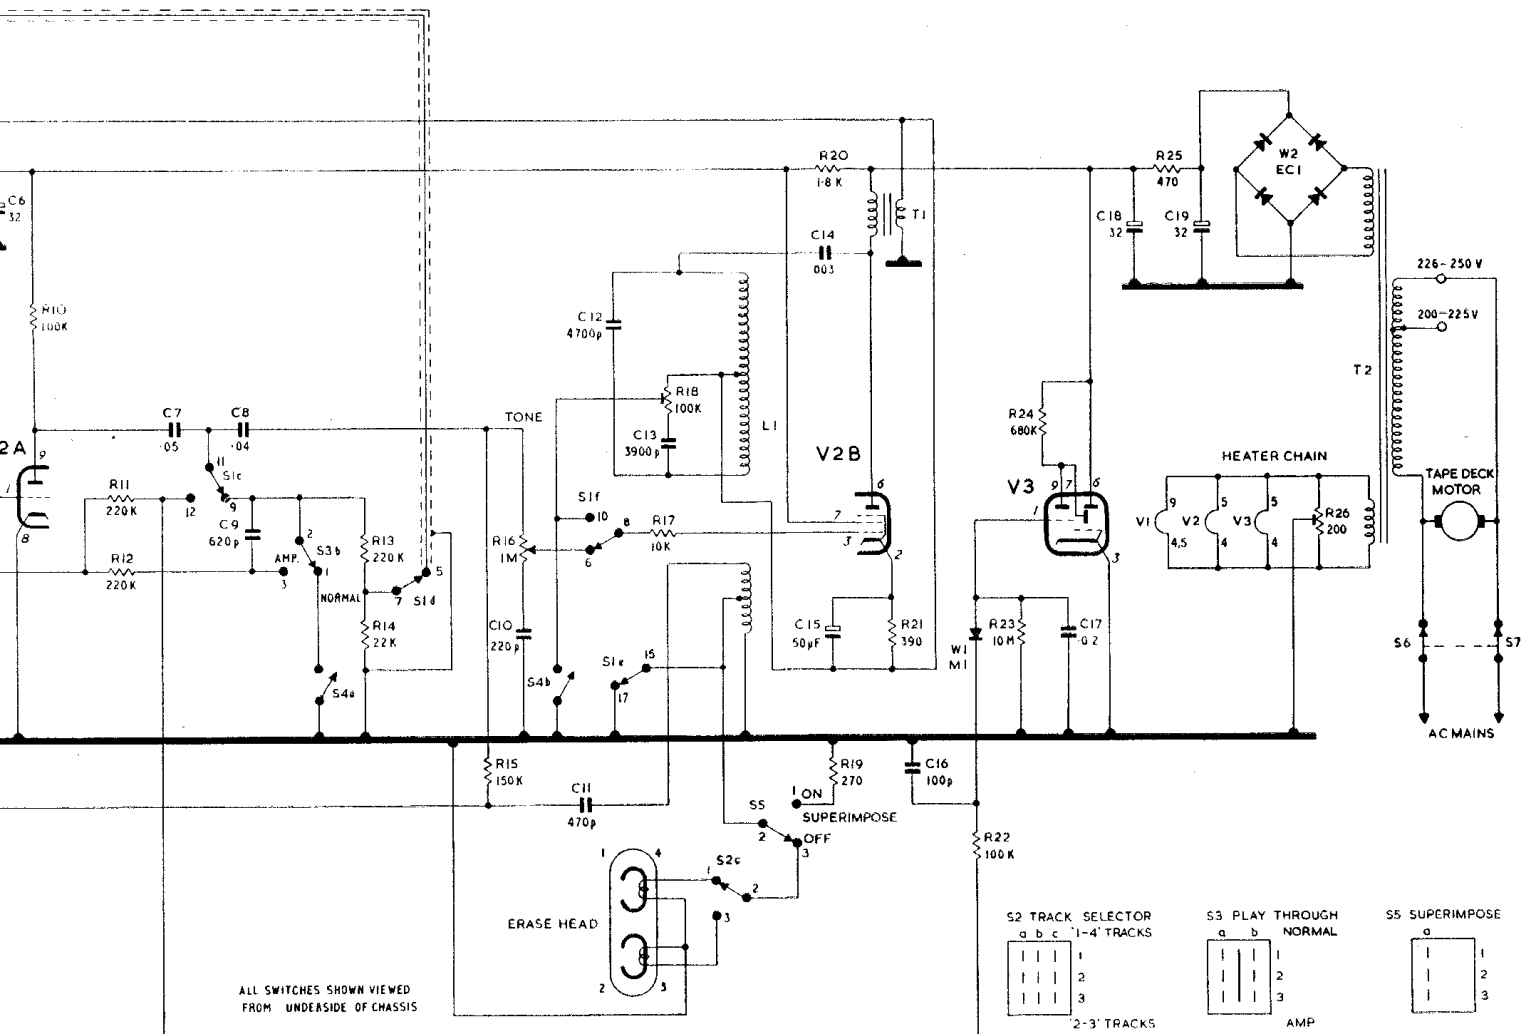 C6
32
R10
100K
2A
9
1
8
C7
.05
C8
.04
11
S1c
9
12
R11
220K
R12
220K
C9
620p
2
S3b
1
AMP.
3
NORMAL
R13
220K
R14
22K
7
S1d
5
S4a
TONE
R16
1M
C10
220p
R15
150K
C11
470p
C12
4700p
R18
100K
C13
3900p
L1
S1f
10
8
6
R17
10K
S4b
S1e
15
17
R20
1·8K
C14
003
T1
V2B
6
7
3
2
C15
50µF
R21
390
R25
470
W2
EC1
C18
32
C19
32
226-250V
200-225V
T2
R24
680K
V3
9 7 6
1
7
3
W1
M1
R23
10M
C17
0.2
HEATER CHAIN
9
V1
4,5
5
V2
4
5
V3
4
R26
200
TAPE DECK
MOTOR
S6
S7
AC MAINS
R19
270
C16
100p
R22
100K
1 ON
SUPERIMPOSE
S5
2
OFF
3
S2c
1
2
3
ERASE HEAD
1
4
2
3
ALL SWITCHES SHOWN VIEWED
FROM UNDERSIDE OF CHASSIS
S2 TRACK SELECTOR
a b c '1-4' TRACKS
1
2
3
'2-3' TRACKS
S3 PLAY THROUGH
a b NORMAL
1
2
3
AMP
S5 SUPERIMPOSE
a
1
2
3